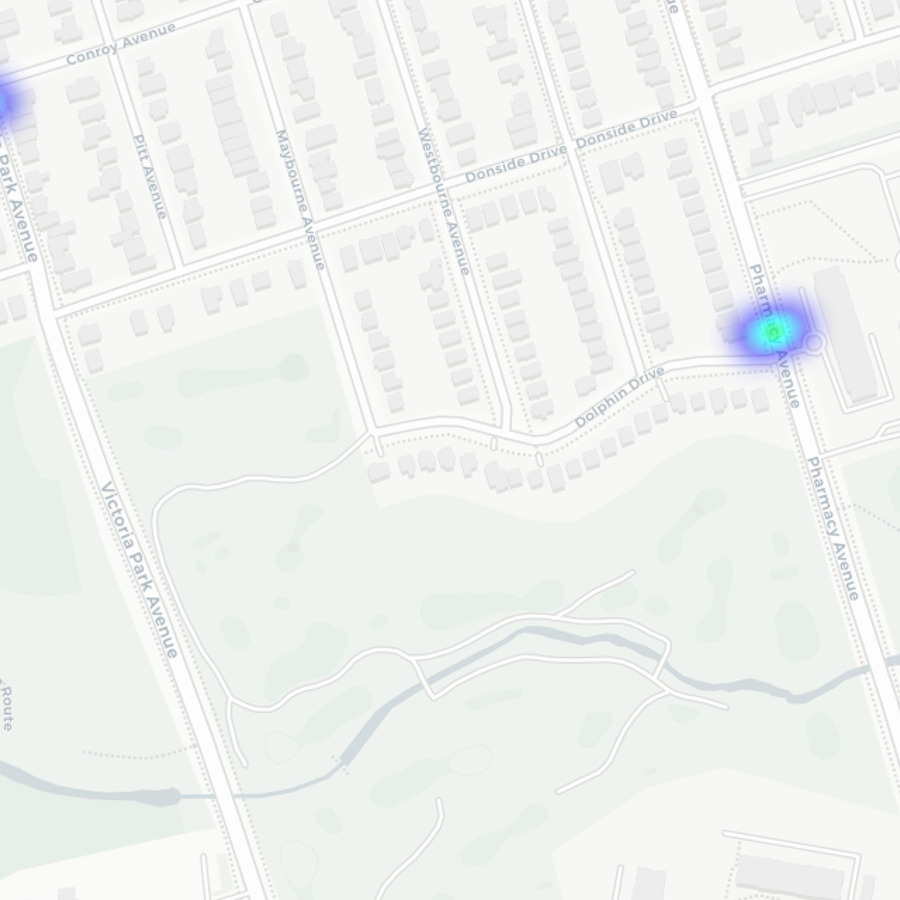 Conroy Avenue
Park Avenue
Pitt Avenue
Maybourne Avenue
Westbourne Avenue
Donside Drive
Donside Drive
Pharmacy Avenue
Dolphin Drive
Pharmacy Avenue
Victoria Park Avenue
Route